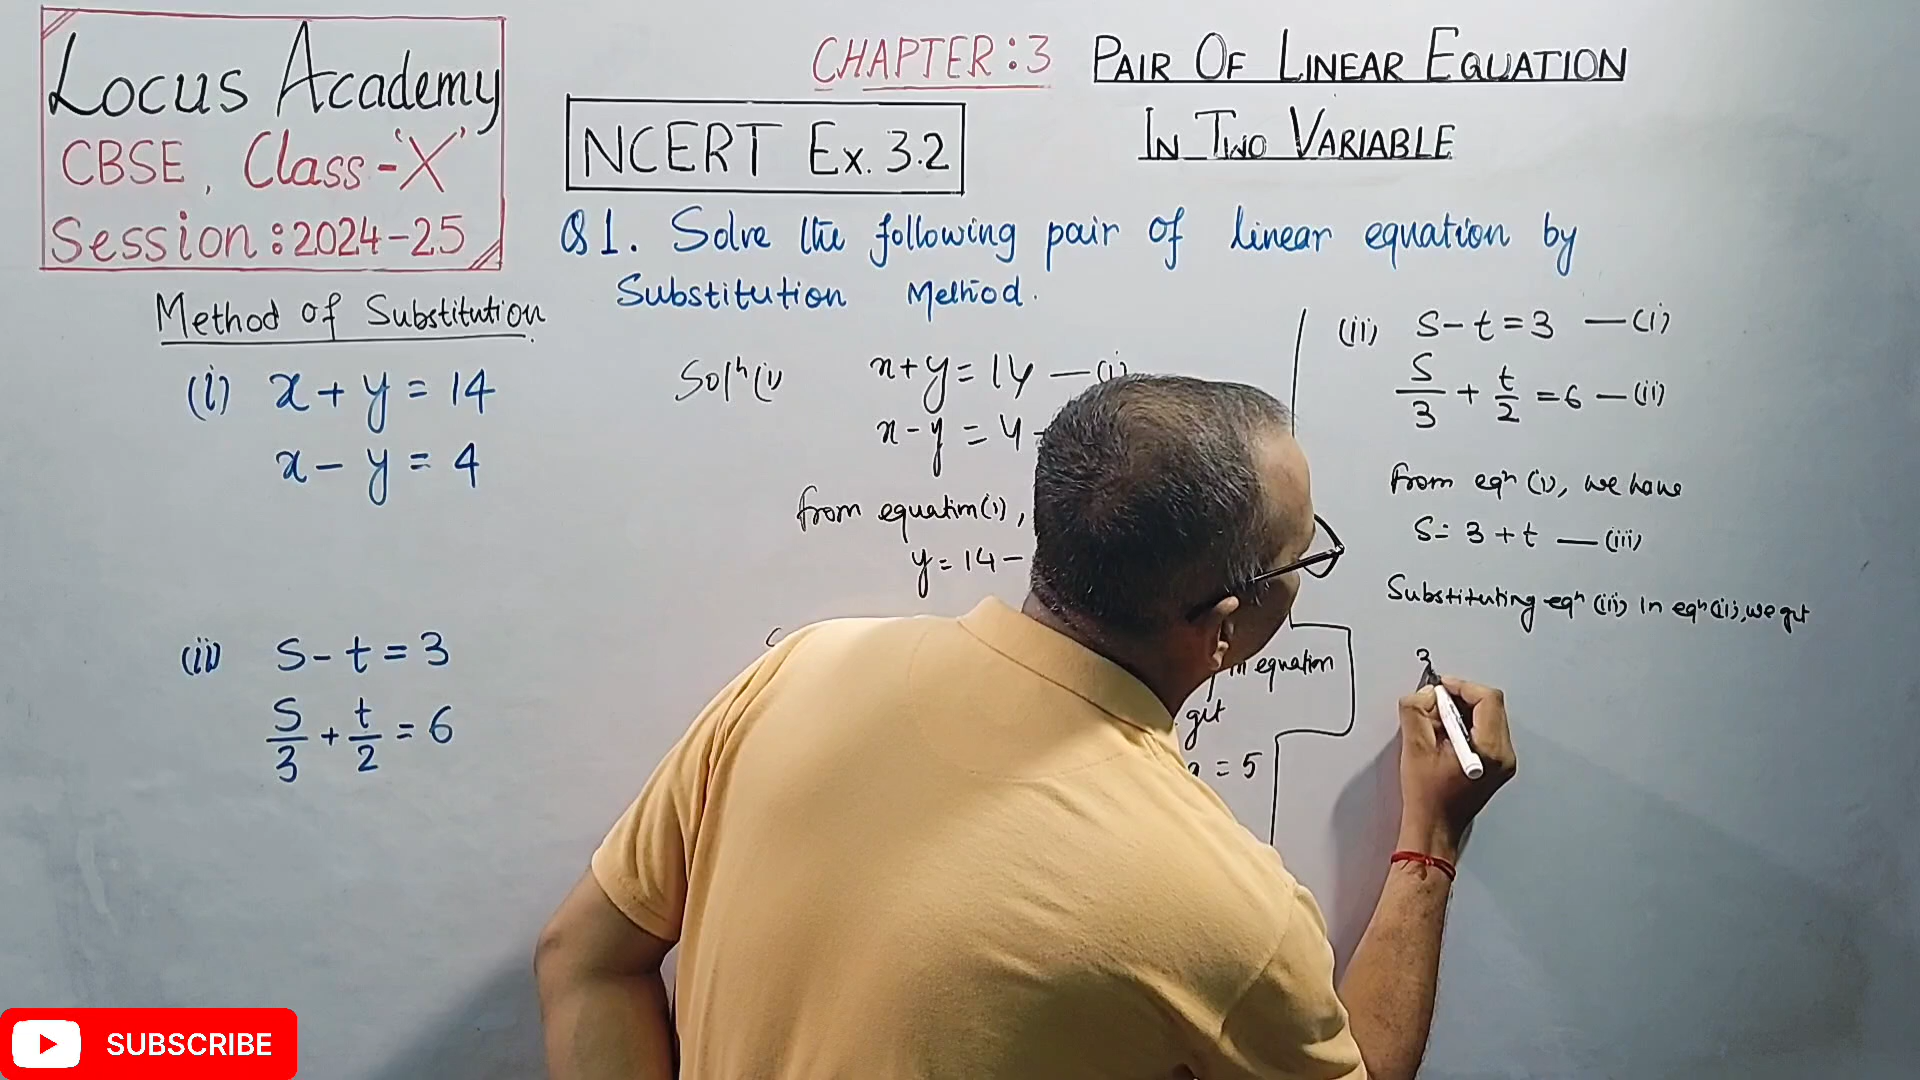 Locus Academy
CBSE, Class-'X'
Session:2024-25
CHAPTER:3 PAIR OF LINEAR EQUATION
IN TWO VARIABLE
NCERT Ex. 3.2
Q1. Solve the following pair of linear equation by
Substitution Method.
Method of Substitution
(i) x + y = 14
x - y = 4
(ii) S - t = 3
S/3 + t/2 = 6
Solⁿ (i) x + y = 14 — (i)
x - y = 4
from equation (i),
y = 14 -
in equation
get
= 5
(ii) S - t = 3 — (i)
S/3 + t/2 = 6 — (ii)
from eqⁿ (i), we have
S = 3 + t — (iii)
Substituting eqⁿ (iii) in eqⁿ (ii), we get
3
SUBSCRIBE